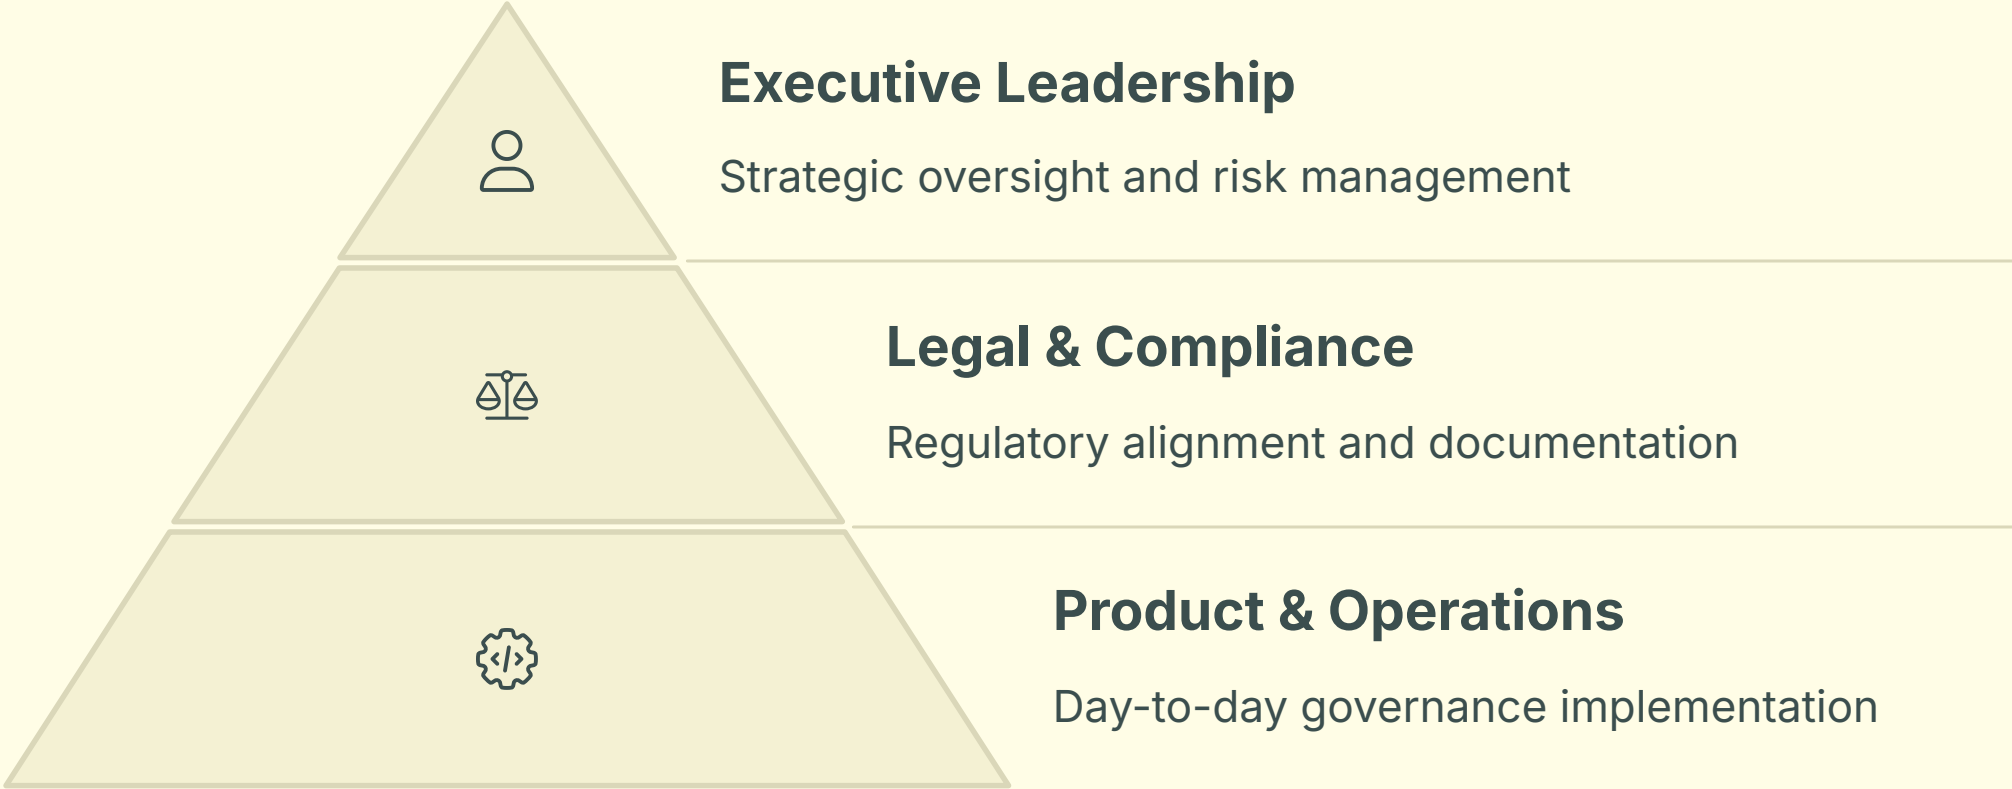 Executive Leadership
Strategic oversight and risk management
Legal & Compliance
Regulatory alignment and documentation
Product & Operations
Day-to-day governance implementation